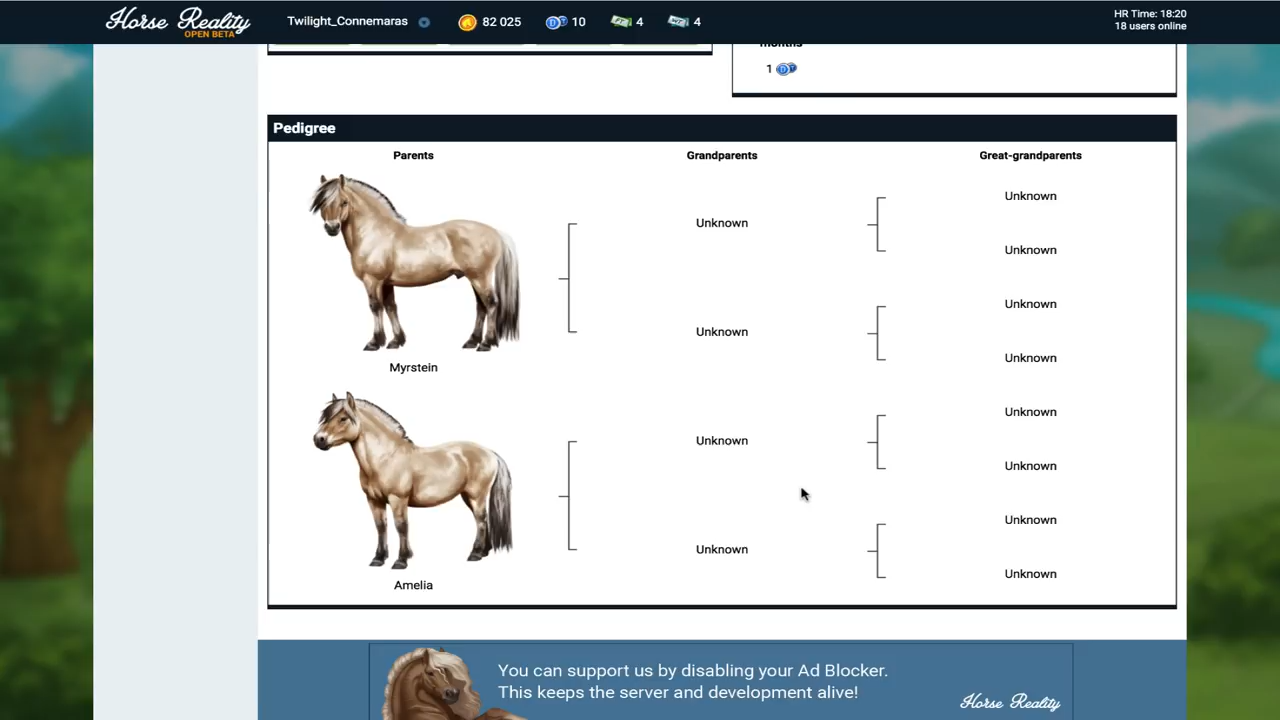 Horse Reality
OPEN BETA
Twilight_Connemaras
82 025
10
4
4
HR Time: 18:20
18 users online
months
1
Pedigree
Parents
Grandparents
Great-grandparents
Myrstein
Amelia
Unknown
Unknown
Unknown
Unknown
Unknown
Unknown
Unknown
Unknown
Unknown
Unknown
Unknown
Unknown
You can support us by disabling your Ad Blocker.
This keeps the server and development alive!
Horse Reality